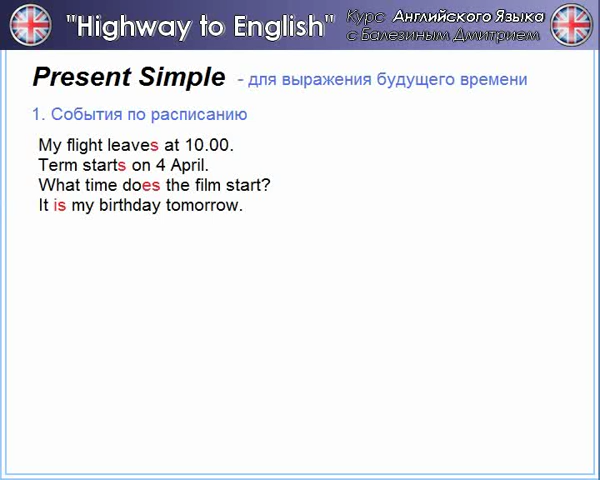 "Highway to English"
Курс Английского Языка
с Балезиным Дмитрием
Present Simple - для выражения будущего времени
1. События по расписанию
My flight leaves at 10.00.
Term starts on 4 April.
What time does the film start?
It is my birthday tomorrow.